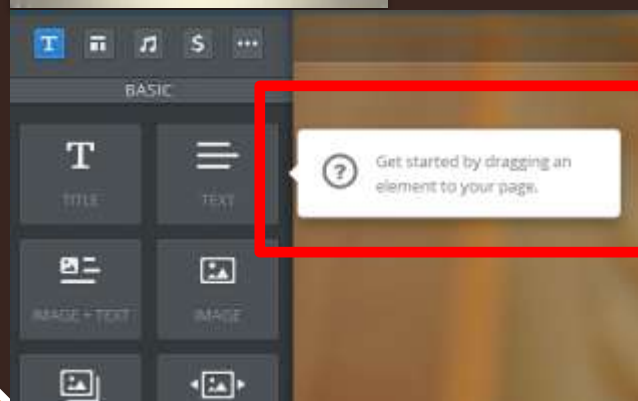 T $
BASIC
T
TITLE TEXT
? Get started by dragging an
element to your page.
IMAGE + TEXT IMAGE